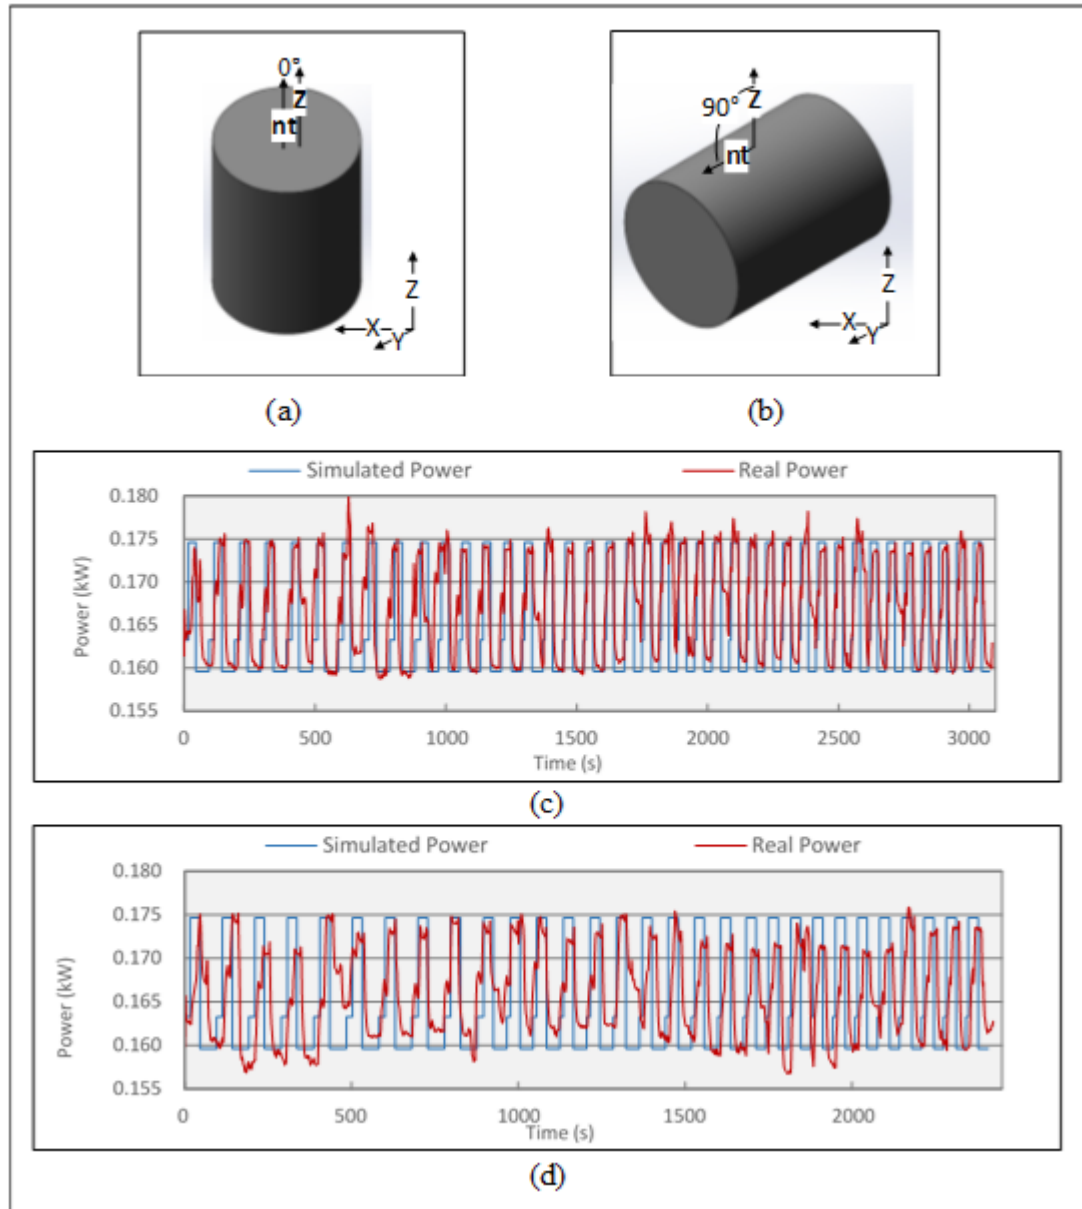 0°
Z
nt
Z
X
Y
(a)
90°
Z
nt
Z
X
Y
(b)
Simulated Power
Real Power
0.180
0.175
0.170
0.165
0.160
0.155
Power (kW)
0 500 1000 1500 2000 2500 3000
Time (s)
(c)
Simulated Power
Real Power
0.180
0.175
0.170
0.165
0.160
0.155
Power (kW)
0 500 1000 1500 2000
Time (s)
(d)